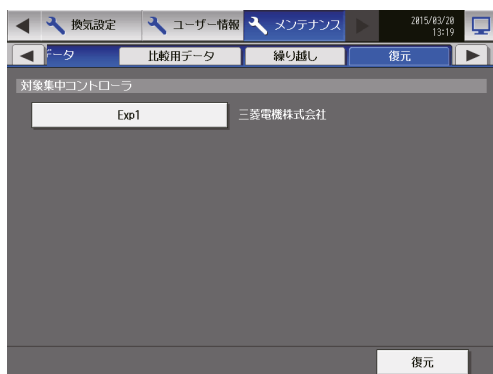 換気設定 ユーザー情報 メンテナンス 2015/03/20
13:19
データ 比較用データ 繰り越し 復元
対象集中コントローラ
Exp1 三菱電機株式会社
復元